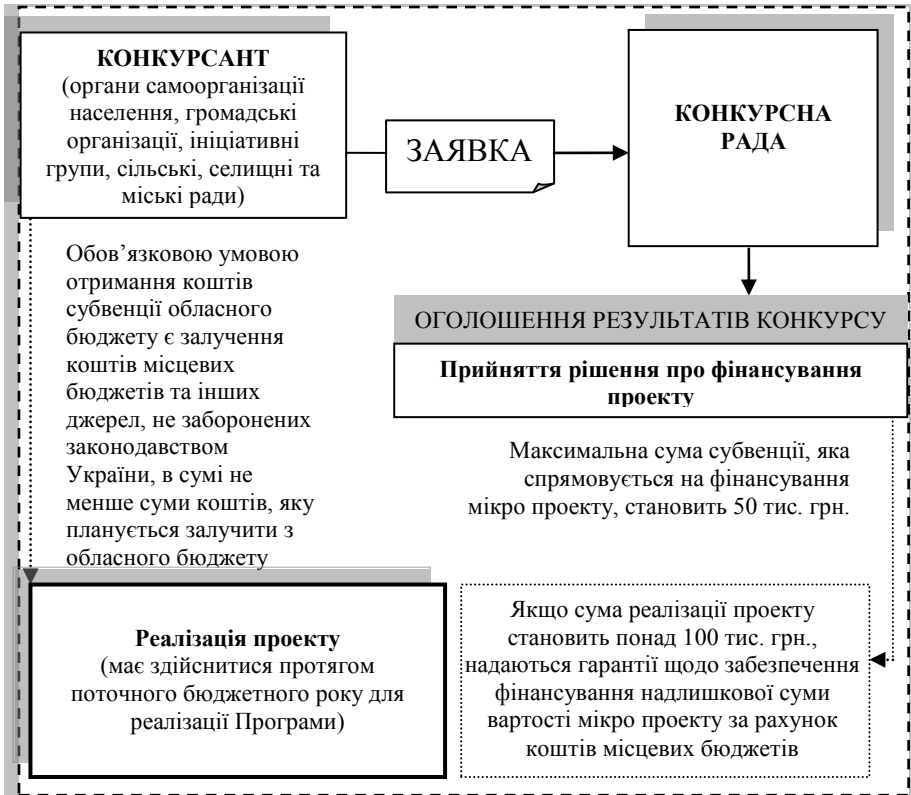 КОНКУРСАНТ
(органи самоорганізації
населення, громадські
організації, ініціативні
групи, сільські, селищні та
міські ради)
ЗАЯВКА
КОНКУРСНА
РАДА
Обов’язковою умовою
отримання коштів
субвенції обласного
бюджету є залучення
коштів місцевих
бюджетів та інших
джерел, не заборонених
законодавством
України, в сумі не
менше суми коштів, яку
планується залучити з
обласного бюджету
ОГОЛОШЕННЯ РЕЗУЛЬТАТІВ КОНКУРСУ
Прийняття рішення про фінансування
проекту
Максимальна сума субвенції, яка
спрямовується на фінансування
мікро проекту, становить 50 тис. грн.
Реалізація проекту
(має здійснитися протягом
поточного бюджетного року для
реалізації Програми)
Якщо сума реалізації проекту
становить понад 100 тис. грн.,
надаються гарантії щодо забезпечення
фінансування надлишкової суми
вартості мікро проекту за рахунок
коштів місцевих бюджетів